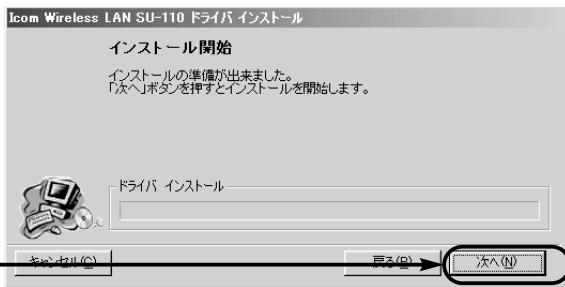 Icom Wireless LAN SU-110 ドライバ インストール
インストール開始
インストールの準備が出来ました。
「次へ」ボタンを押すとインストールを開始します。
ドライバ インストール
キャンセル(C)
戻る(P)
次へ(N)